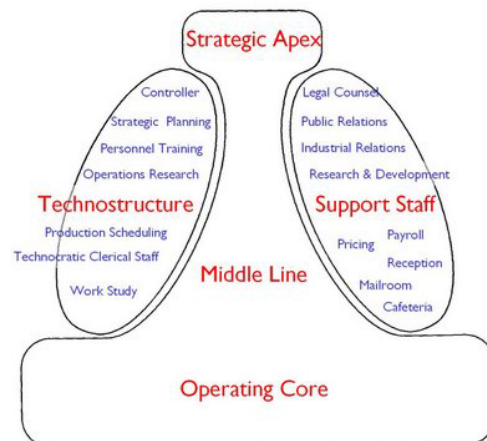 Strategic Apex
Controller
Strategic Planning
Personnel Training
Operations Research
Technostructure
Production Scheduling
Technocratic Clerical Staff
Work Study
Legal Counsel
Public Relations
Industrial Relations
Research & Development
Support Staff
Pricing
Payroll
Reception
Mailroom
Cafeteria
Middle Line
Operating Core